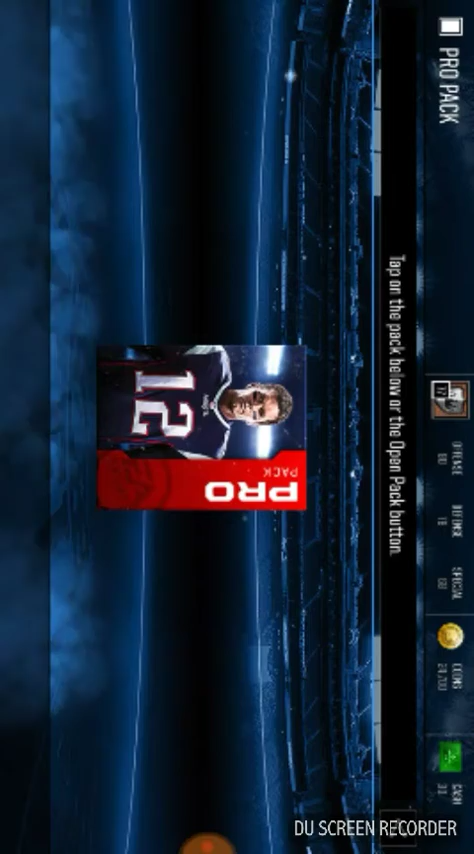 PRO PACK
OFFENSE
DEFENSE
SPECIAL
COINS
CASH
Tap on the pack below or the Open Pack button.
12
PRO
PACK
DU SCREEN RECORDER